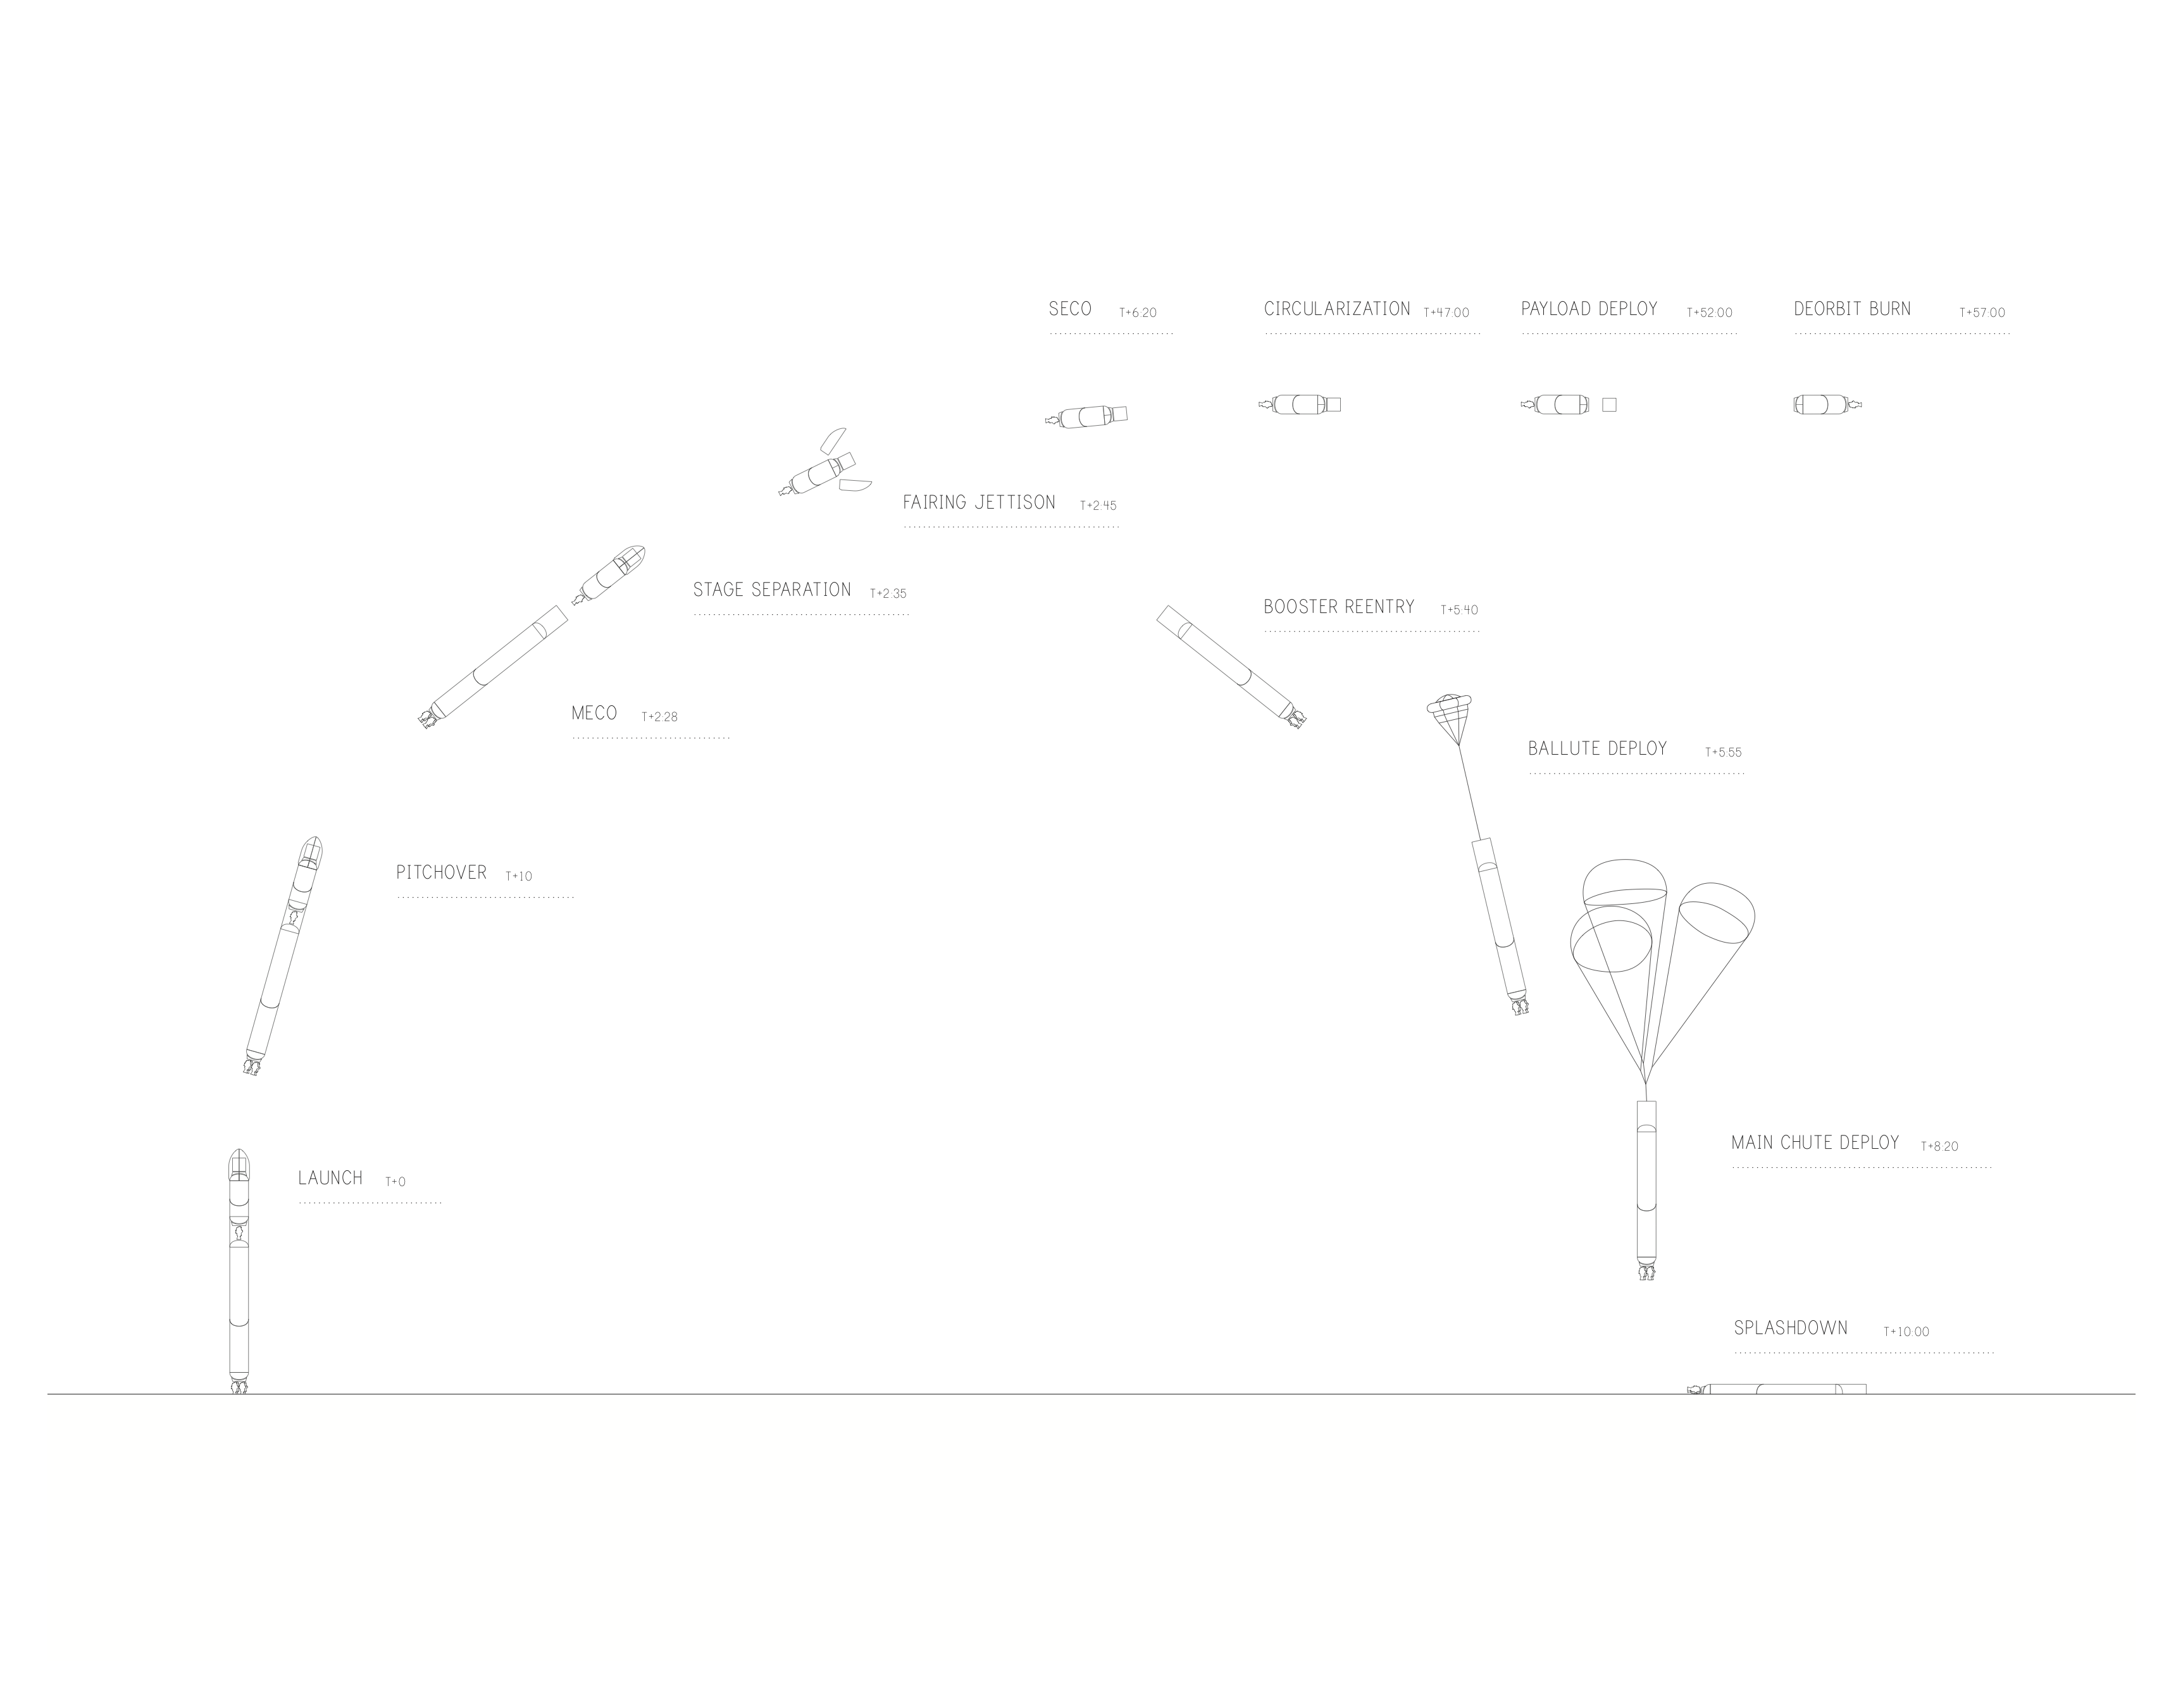 SECO T+6.20
CIRCULARIZATION T+47.00
PAYLOAD DEPLOY T+52.00
DEORBIT BURN T+57.00
FAIRING JETTISON T+2.45
STAGE SEPARATION T+2.35
BOOSTER REENTRY T+5.40
MECO T+2.28
BALLUTE DEPLOY T+5.55
PITCHOVER T+10
MAIN CHUTE DEPLOY T+8.20
LAUNCH T+0
SPLASHDOWN T+10.00